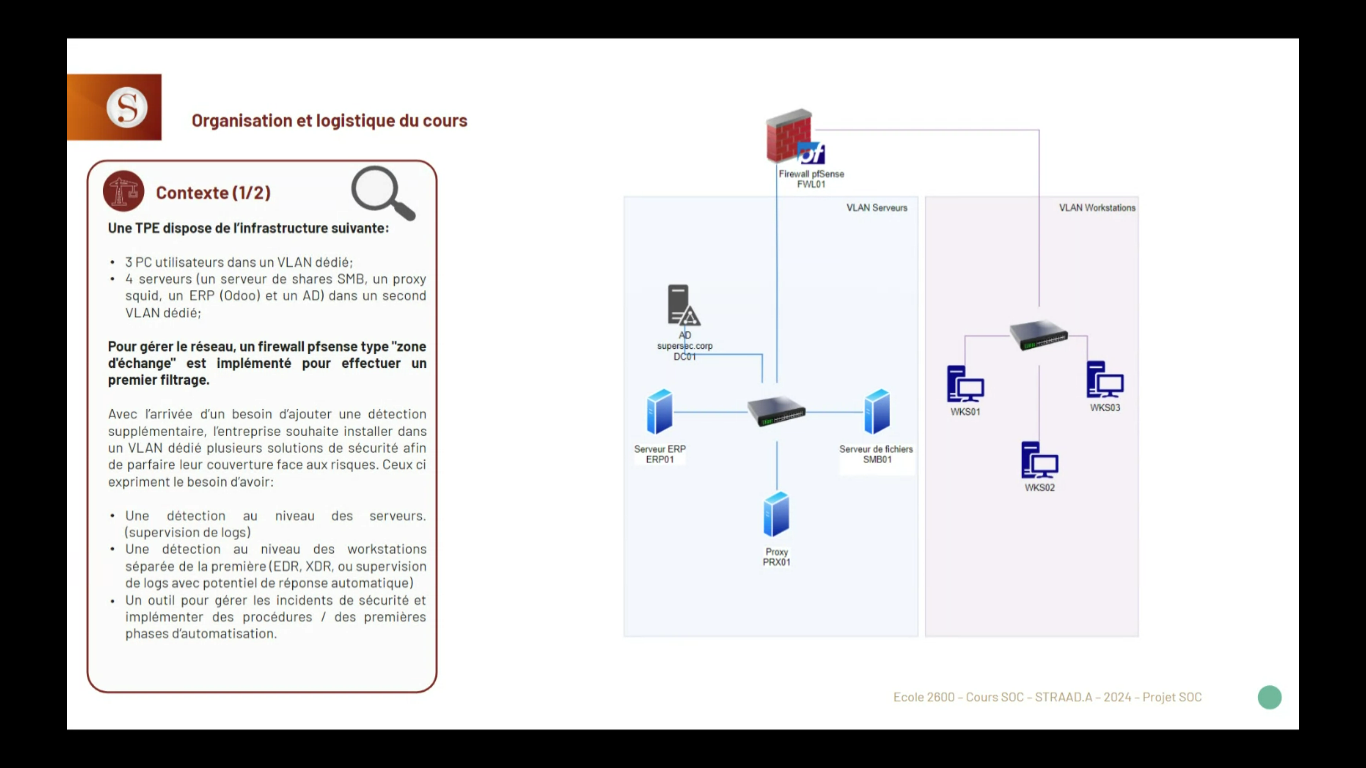 S
Organisation et logistique du cours
Contexte (1/2)
Une TPE dispose de l'infrastructure suivante:
• 3 PC utilisateurs dans un VLAN dédié;
• 4 serveurs (un serveur de shares SMB, un proxy
squid, un ERP (Odoo) et un AD) dans un second
VLAN dédié;
Pour gérer le réseau, un firewall pfsense type "zone
d'échange" est implémenté pour effectuer un
premier filtrage.
Avec l'arrivée d'un besoin d'ajouter une détection
supplémentaire, l'entreprise souhaite installer dans
un VLAN dédié plusieurs solutions de sécurité afin
de parfaire leur couverture face aux risques. Ceux ci
expriment le besoin d'avoir:
• Une détection au niveau des serveurs.
(supervision de logs)
• Une détection au niveau des workstations
séparée de la première (EDR, XDR, ou supervision
de logs avec potentiel de réponse automatique)
• Un outil pour gérer les incidents de sécurité et
implémenter des procédures / des premières
phases d'automatisation.
pf
Firewall pfSense
FWL01
VLAN Serveurs
VLAN Workstations
AD
supersec.corp
DC01
Serveur ERP
ERP01
Serveur de fichiers
SMB01
Proxy
PRX01
WKS01
WKS03
WKS02
Ecole 2600 – Cours SOC – STRAAD.A – 2024 – Projet SOC